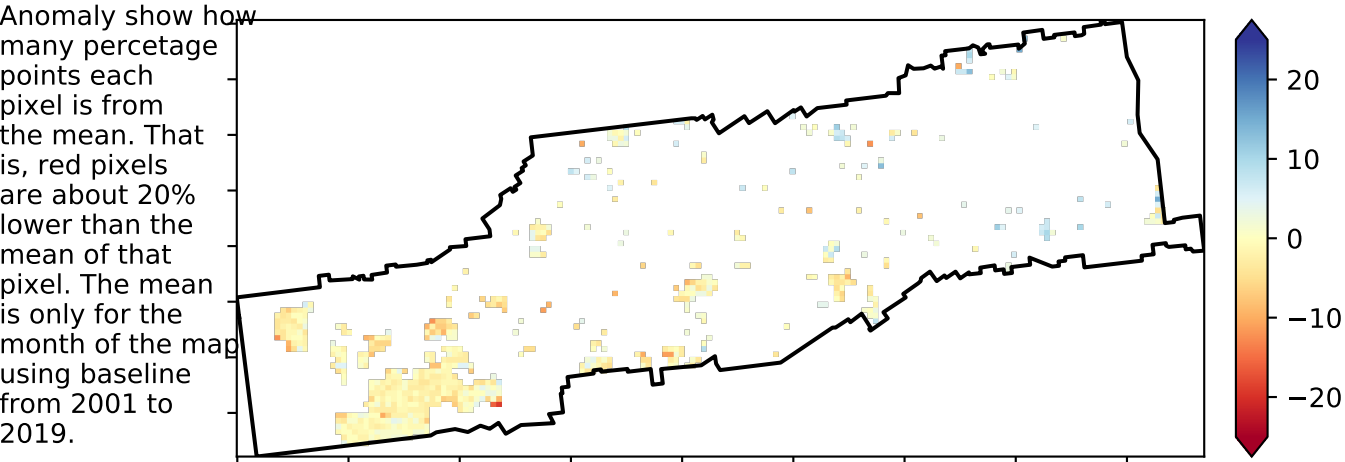 Anomaly show how
many percetage
points each
pixel is from
the mean. That
is, red pixels
are about 20%
lower than the
mean of that
pixel. The mean
is only for the
month of the map
using baseline
from 2001 to
2019.
20
10
0
−10
−20